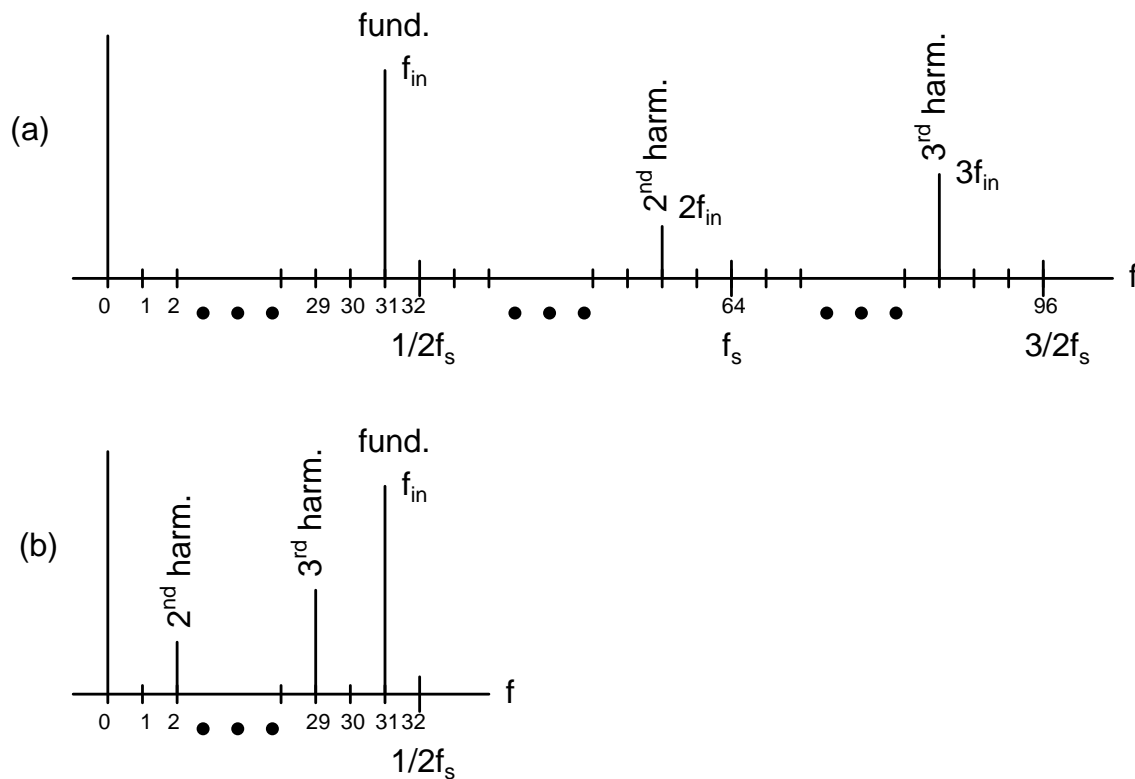 fund.
f_in
(a)
2nd harm.
2f_in
3rd harm.
3f_in
f
0 1 2 ● ● ● 29 30 31 32 ● ● ● 64 ● ● ● 96
1/2f_s f_s 3/2f_s
fund.
f_in
(b)
2nd harm.
3rd harm.
f
0 1 2 ● ● ● 29 30 31 32
1/2f_s